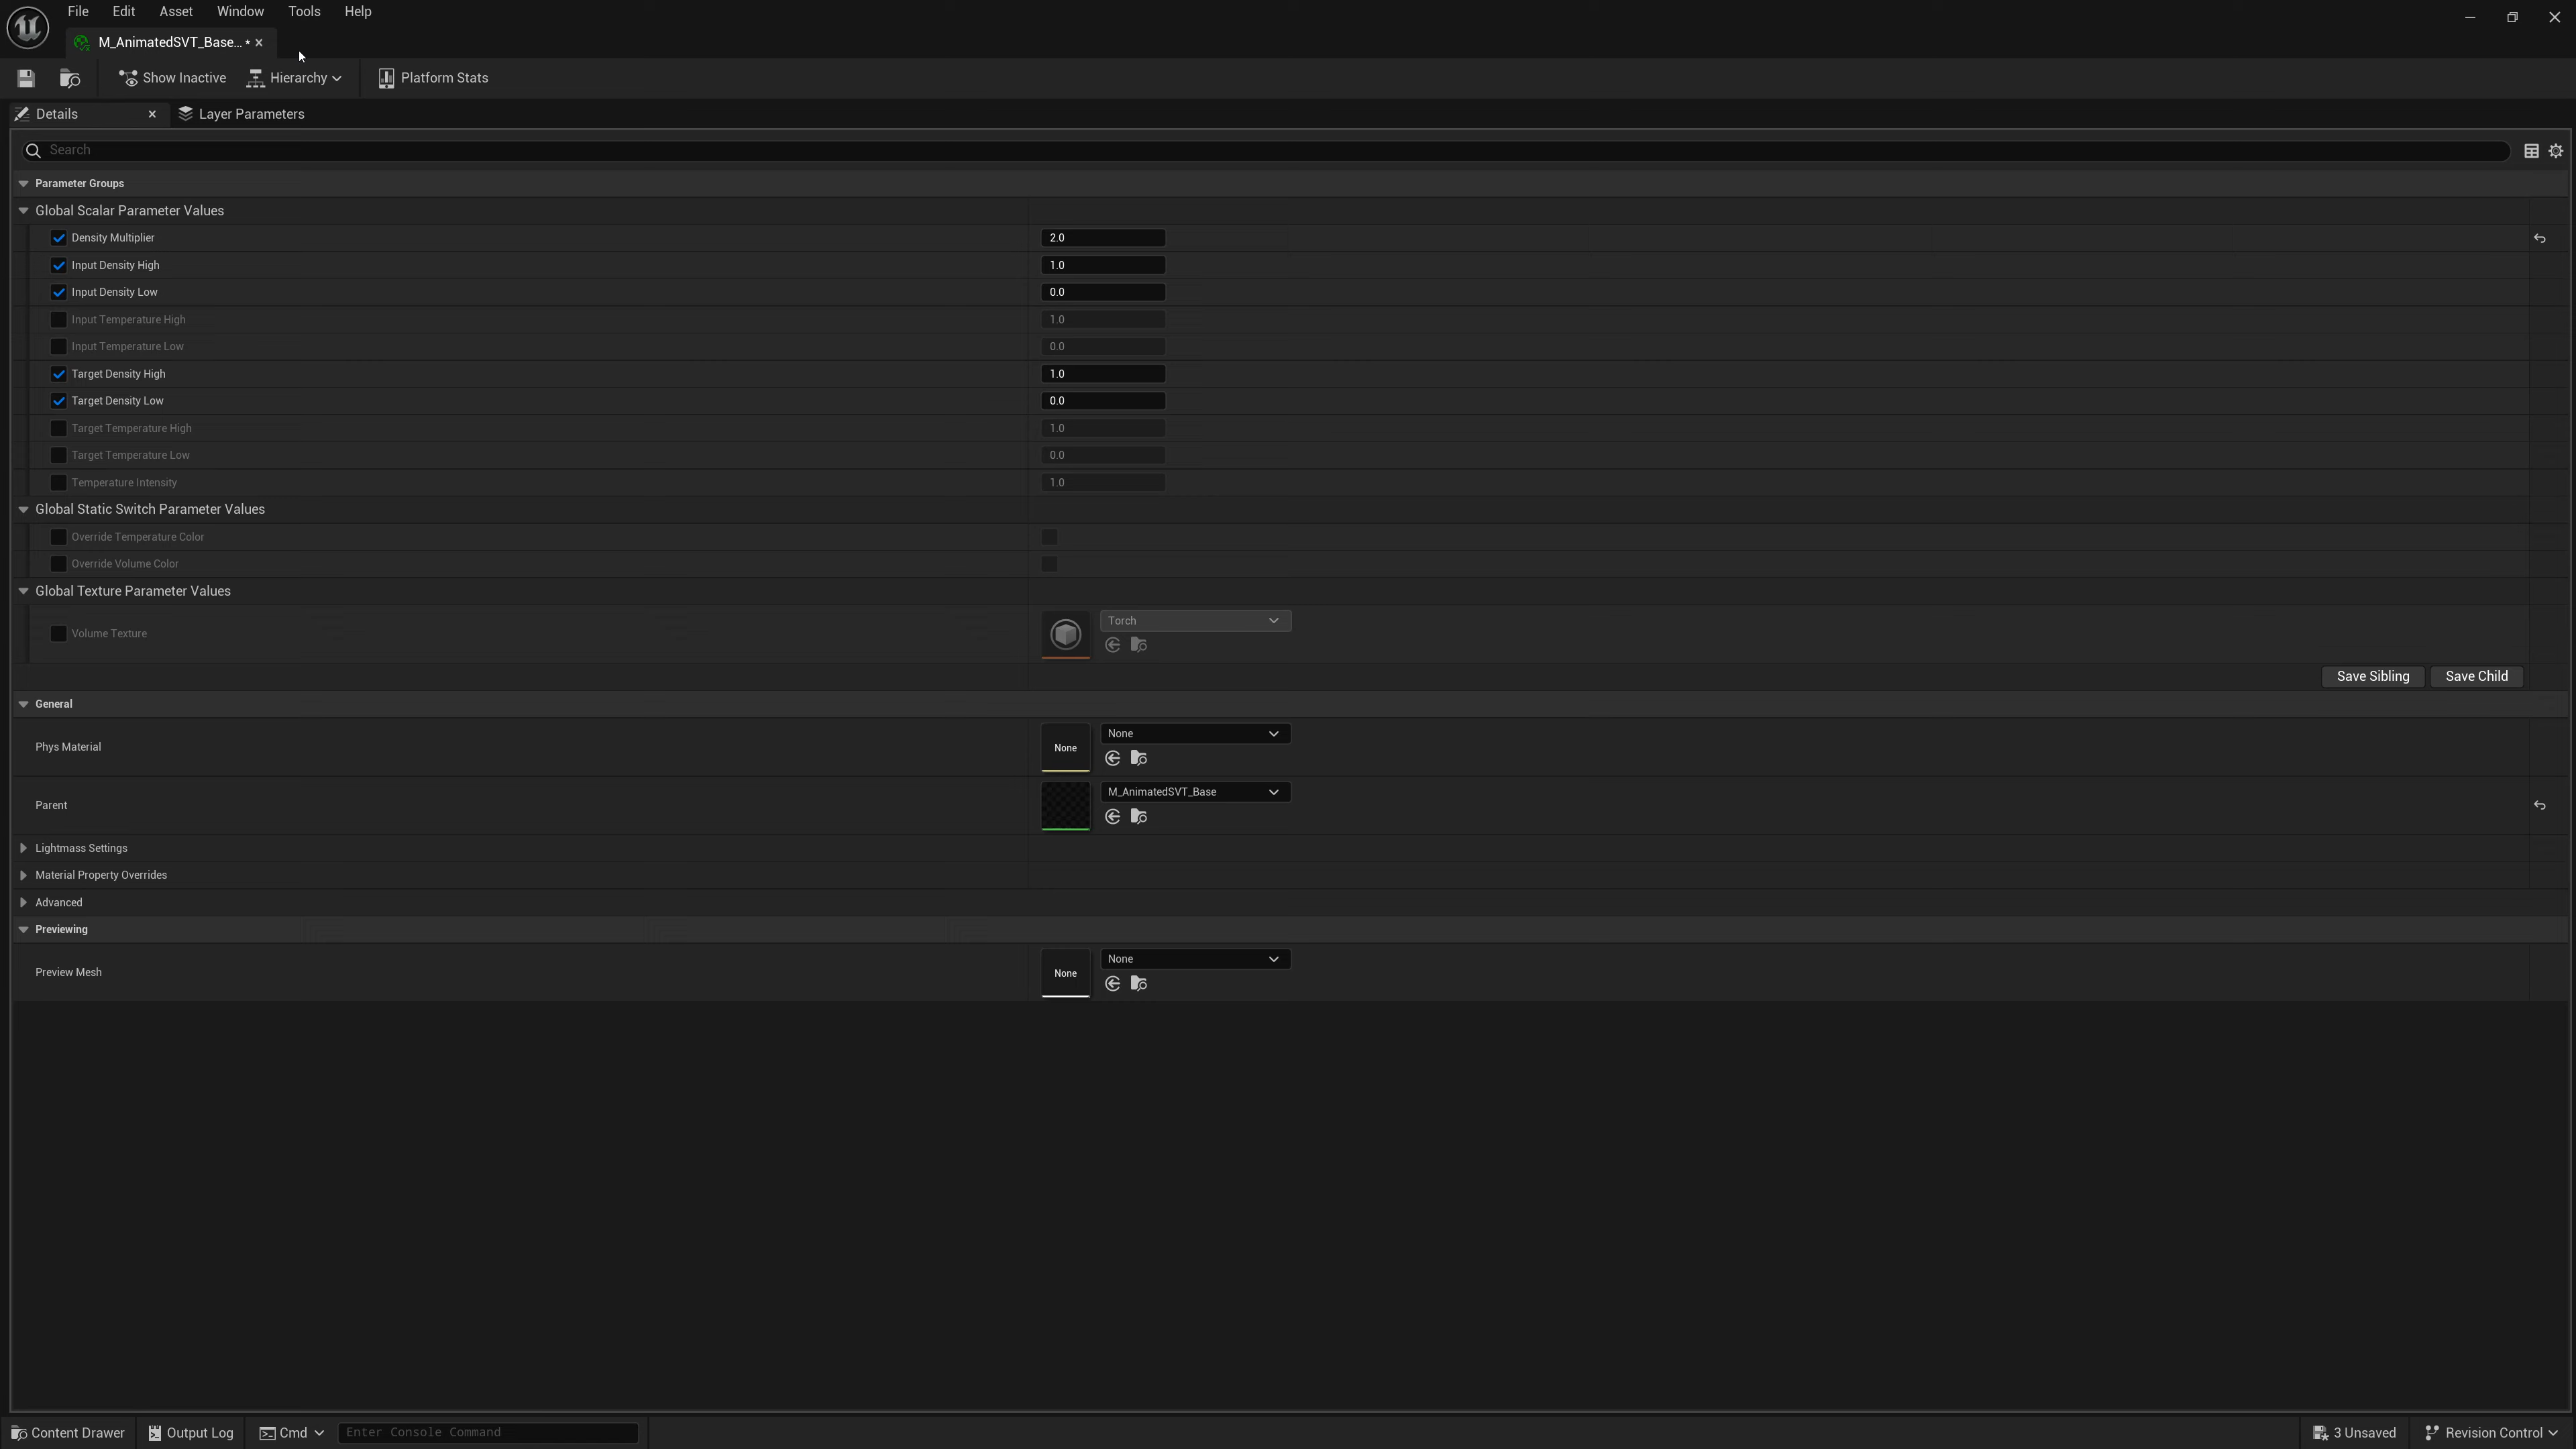 File Edit Asset Window Tools Help
M_AnimatedSVT_Base... *
Show Inactive Hierarchy Platform Stats
Details Layer Parameters
Search
Parameter Groups
Global Scalar Parameter Values
Density Multiplier 2.0
Input Density High 1.0
Input Density Low 0.0
Input Temperature High 1.0
Input Temperature Low 0.0
Target Density High 1.0
Target Density Low 0.0
Target Temperature High 1.0
Target Temperature Low 0.0
Temperature Intensity 1.0
Global Static Switch Parameter Values
Override Temperature Color
Override Volume Color
Global Texture Parameter Values
Volume Texture Torch
Save Sibling Save Child
General
Phys Material None None
Parent M_AnimatedSVT_Base
Lightmass Settings
Material Property Overrides
Advanced
Previewing
Preview Mesh None None
Content Drawer Output Log Cmd Enter Console Command 3 Unsaved Revision Control